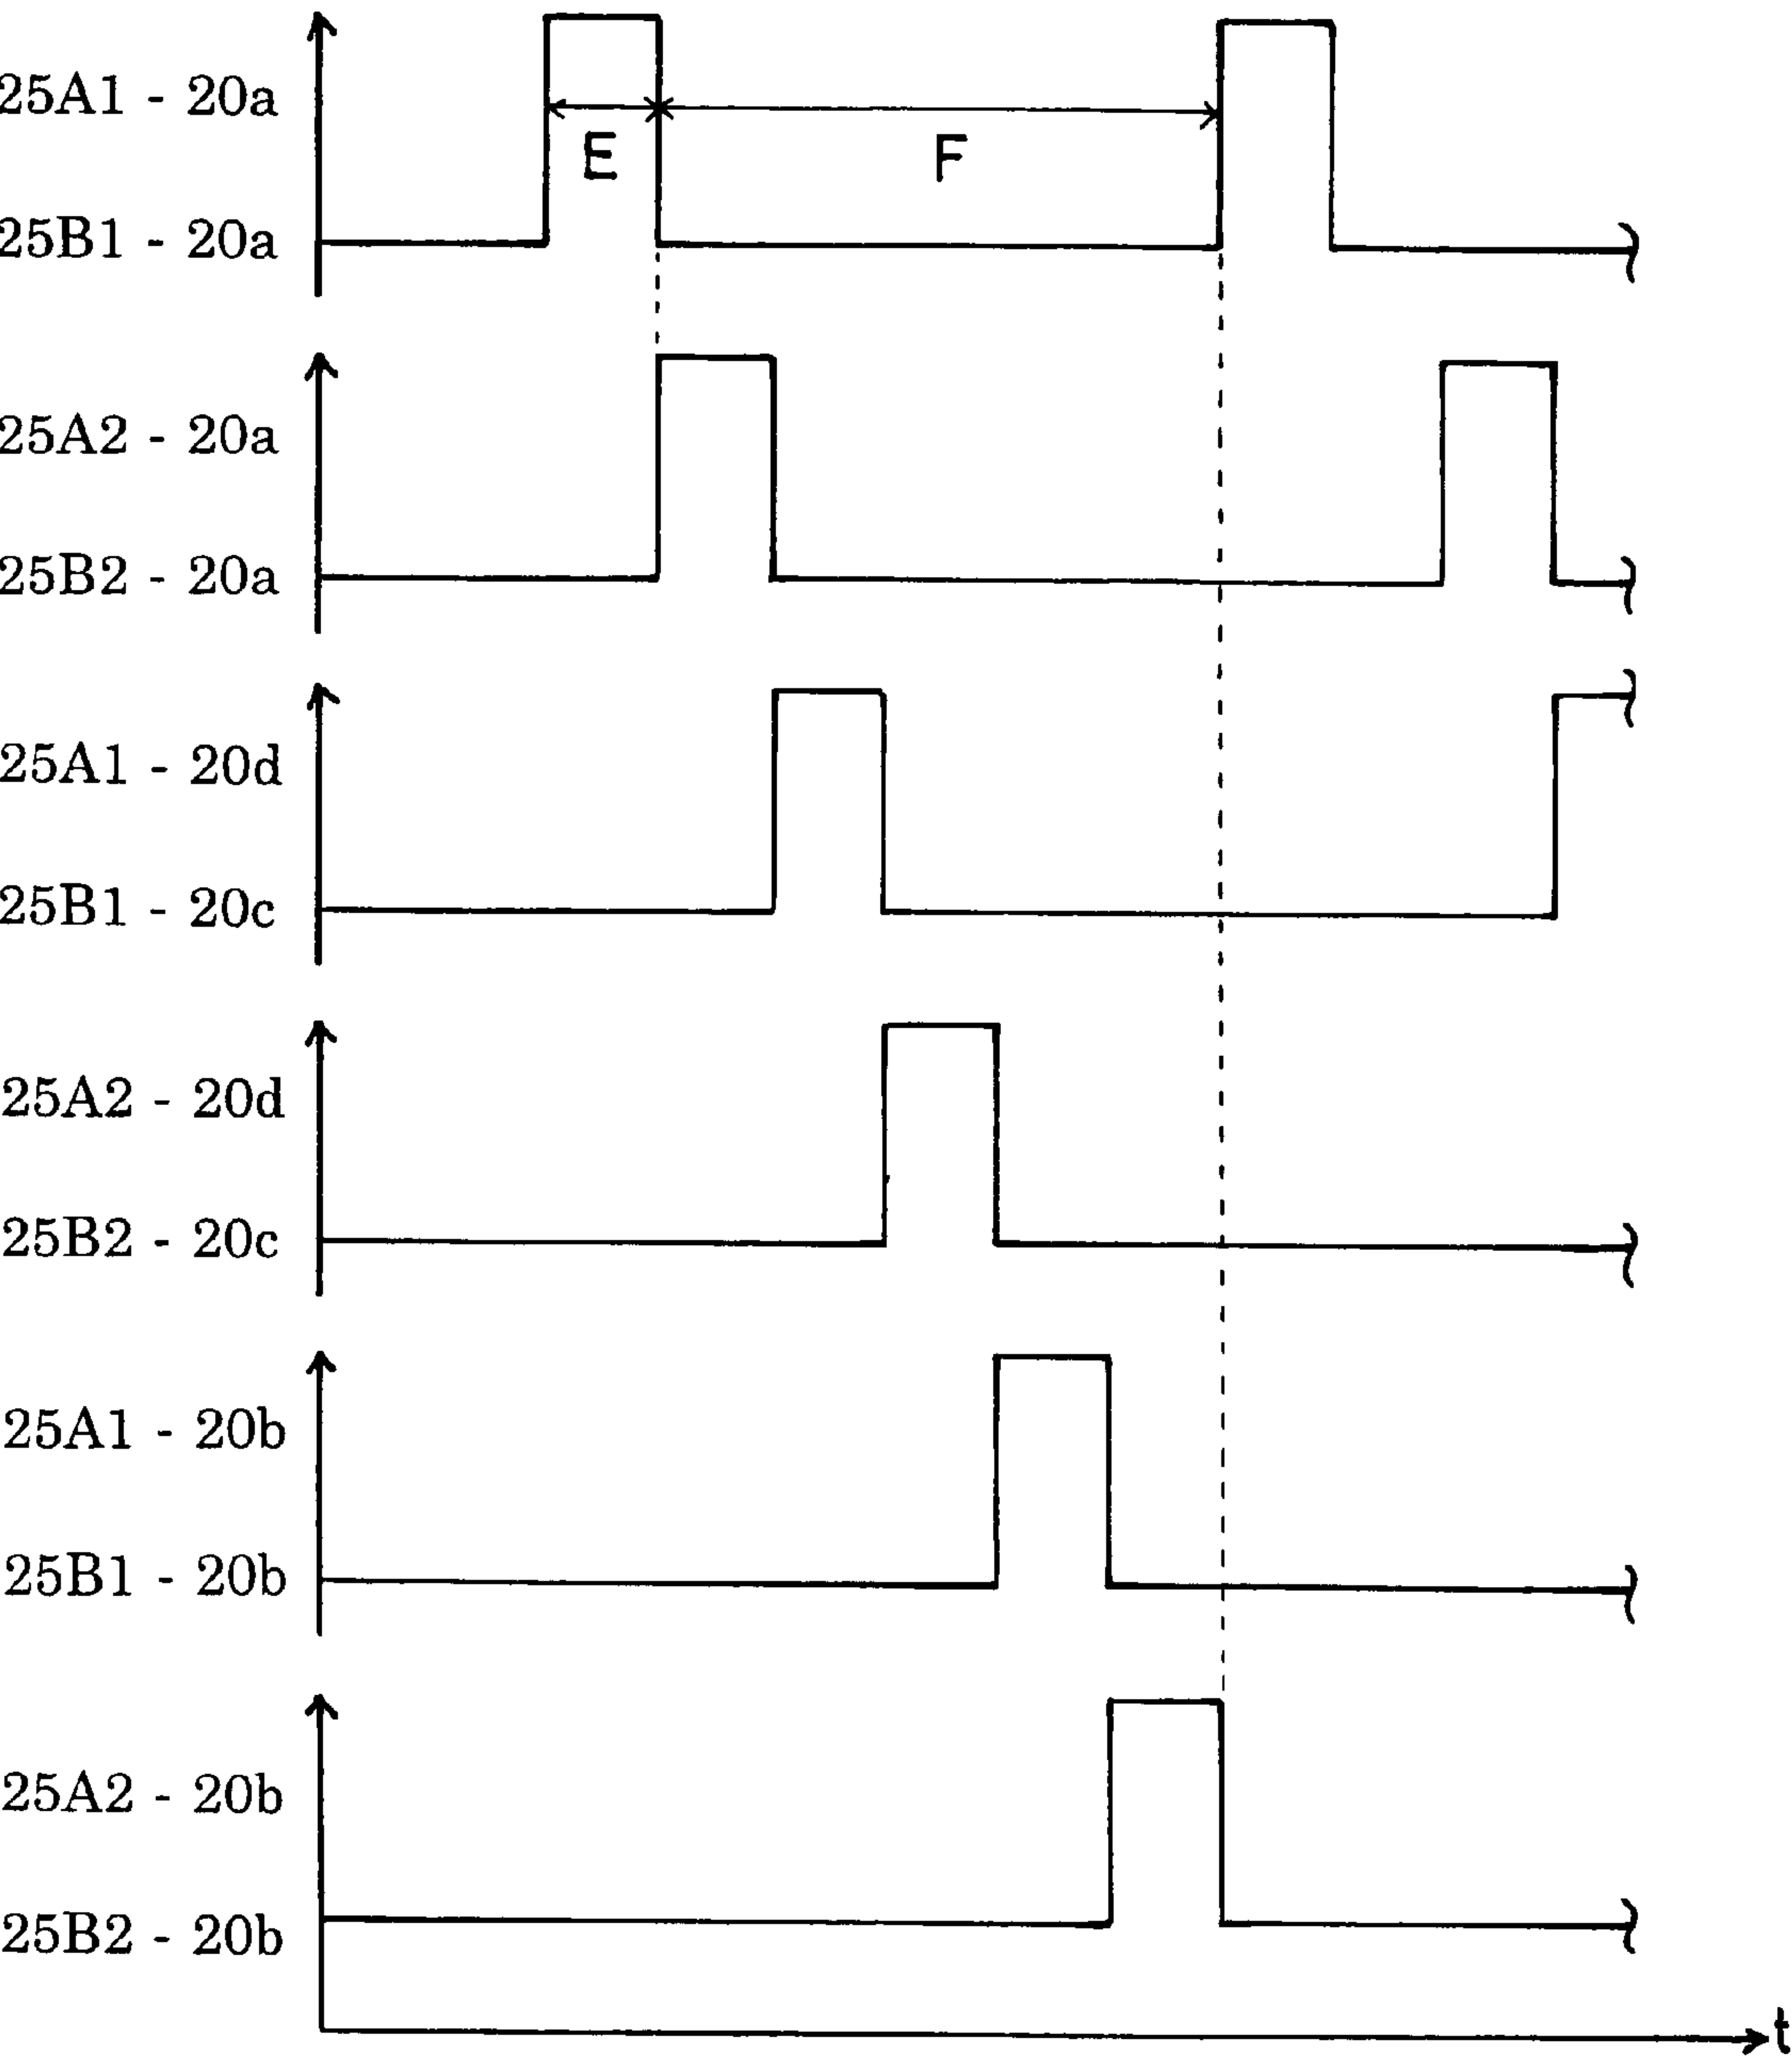 25A1 - 20a
E
F
25B1 - 20a
25A2 - 20a
25B2 - 20a
25A1 - 20d
25B1 - 20c
25A2 - 20d
25B2 - 20c
25A1 - 20b
25B1 - 20b
25A2 - 20b
25B2 - 20b
t